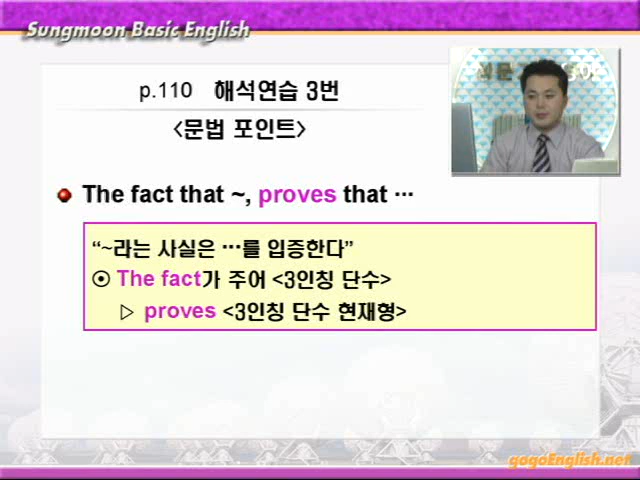 Sungmoon Basic English
p.110 해석연습 3번
<문법 포인트>
The fact that ~, proves that ···
“~라는 사실은 ···를 입증한다”
⊙ The fact가 주어 <3인칭 단수>
▷ proves <3인칭 단수 현재형>
gogoEnglish.net